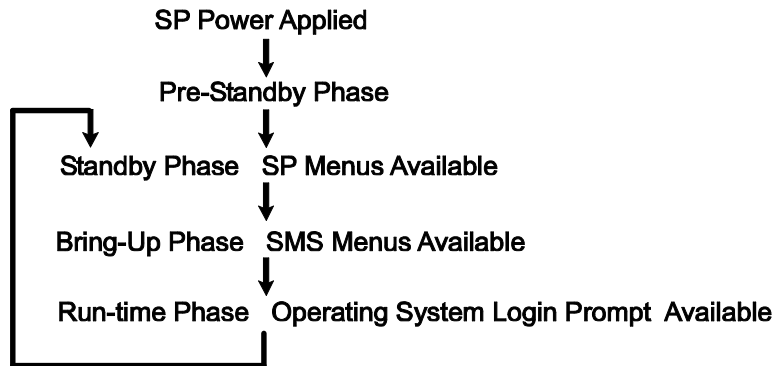 SP Power Applied
Pre-Standby Phase
Standby Phase SP Menus Available
Bring-Up Phase SMS Menus Available
Run-time Phase Operating System Login Prompt Available